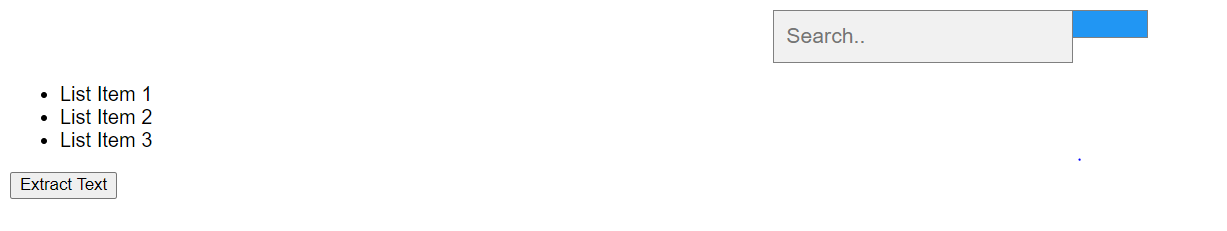 Search..
• List Item 1
• List Item 2
• List Item 3
Extract Text